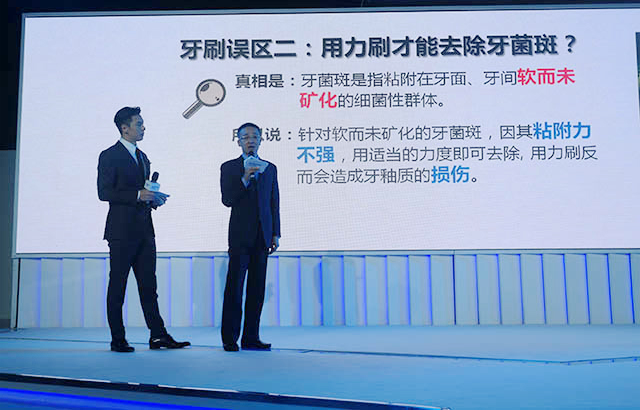 牙刷误区二：用力刷才能去除牙菌斑？
真相是：牙菌斑是指粘附在牙面、牙间软而未
矿化的细菌性群体。
说：针对软而未矿化的牙菌斑，因其粘附力
不强，用适当的力度即可去除，用力刷反
而会造成牙釉质的损伤。